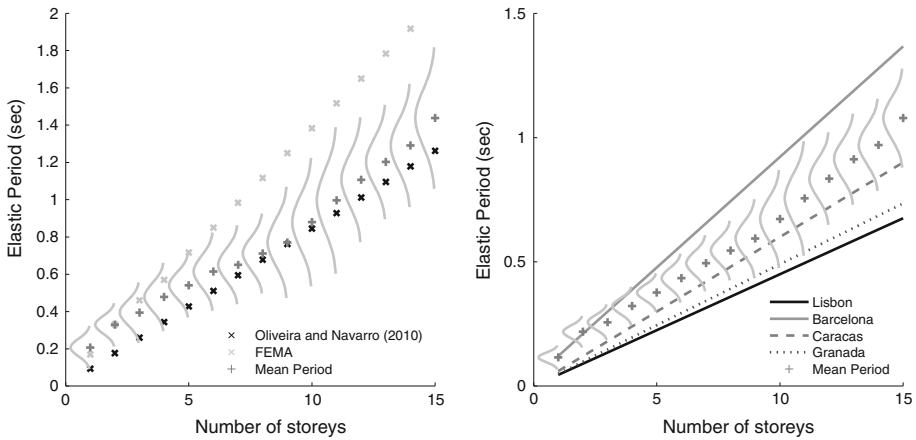 2
1.8
1.6
1.4
1.2
1
0.8
0.6
0.4
0.2
0
0 5 10 15
Elastic Period (sec)
Number of storeys
Oliveira and Navarro (2010)
FEMA
Mean Period
1.5
1
0.5
0
0 5 10 15
Elastic Period (sec)
Number of storeys
Lisbon
Barcelona
Caracas
Granada
Mean Period